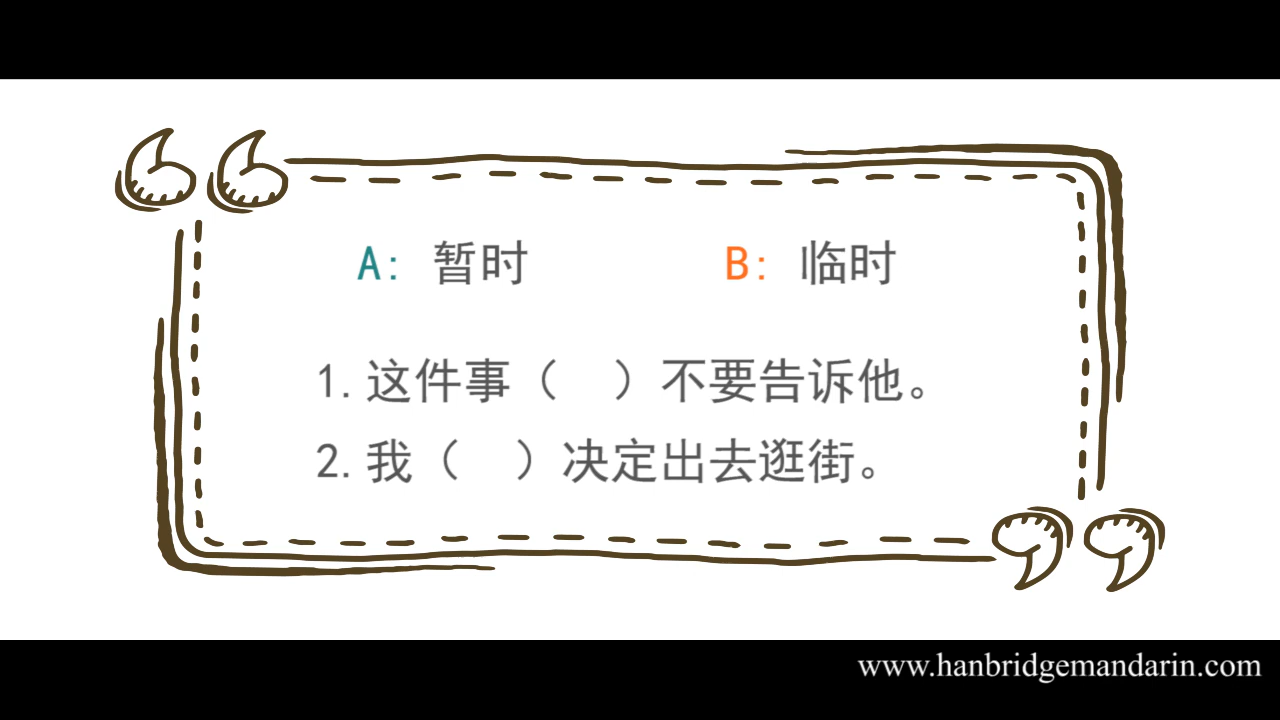 A: 暂时 B: 临时
1.这件事（ ）不要告诉他。
2.我（ ）决定出去逛街。
www.hanbridgemandarin.com